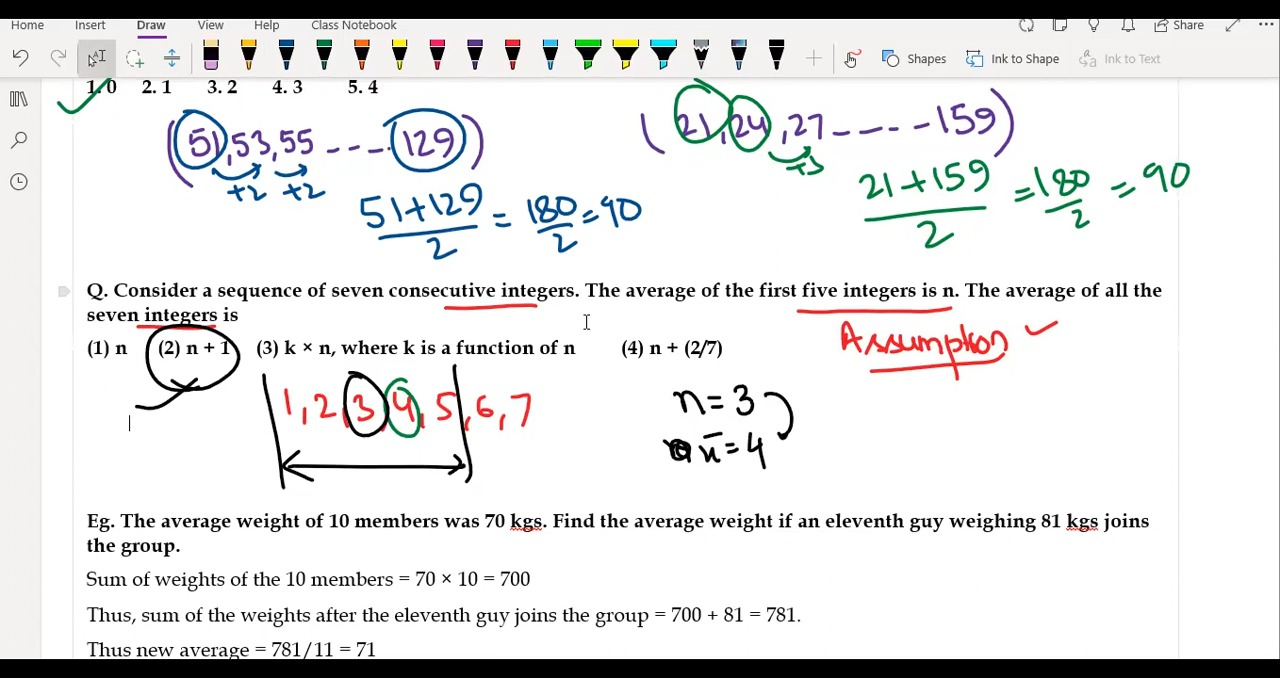 Home Insert Draw View Help Class Notebook Share
Shapes Ink to Shape Ink to Text
1. 0 2. 1 3. 2 4. 3 5. 4
(51, 53, 55 - - - - 129)
+2 +2
51+129/2 = 180/2 = 90
(21, 24, 27 - - - - - 159)
+3
21+159/2 = 180/2 = 90
Q. Consider a sequence of seven consecutive integers. The average of the first five integers is n. The average of all the
seven integers is
Assumption ✓
(1) n (2) n + 1 (3) k × n, where k is a function of n (4) n + (2/7)
1, 2, 3, 4, 5, 6, 7
n = 3
x̄ = 4
Eg. The average weight of 10 members was 70 kgs. Find the average weight if an eleventh guy weighing 81 kgs joins
the group.
Sum of weights of the 10 members = 70 × 10 = 700
Thus, sum of the weights after the eleventh guy joins the group = 700 + 81 = 781.
Thus new average = 781/11 = 71